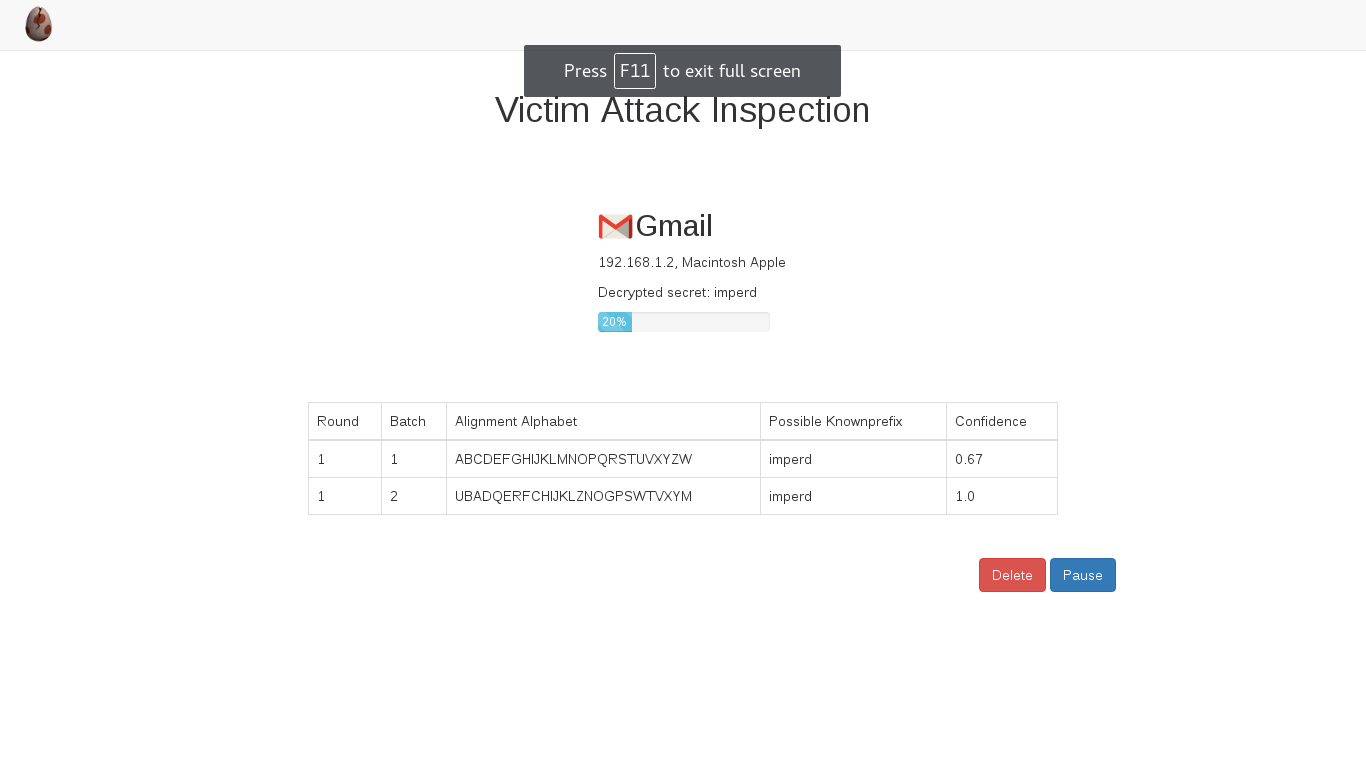 Press F11 to exit full screen
Victim Attack Inspection
Gmail
192.168.1.2, Macintosh Apple
Decrypted secret: imperd
20%
Round Batch Alignment Alphabet Possible Knownprefix Confidence
1 1 ABCDEFGHIJKLMNOPQRSTUVXYZW imperd 0.67
1 2 UBADQERFCHIJKLZNOGPSWTVXYM imperd 1.0
Delete Pause